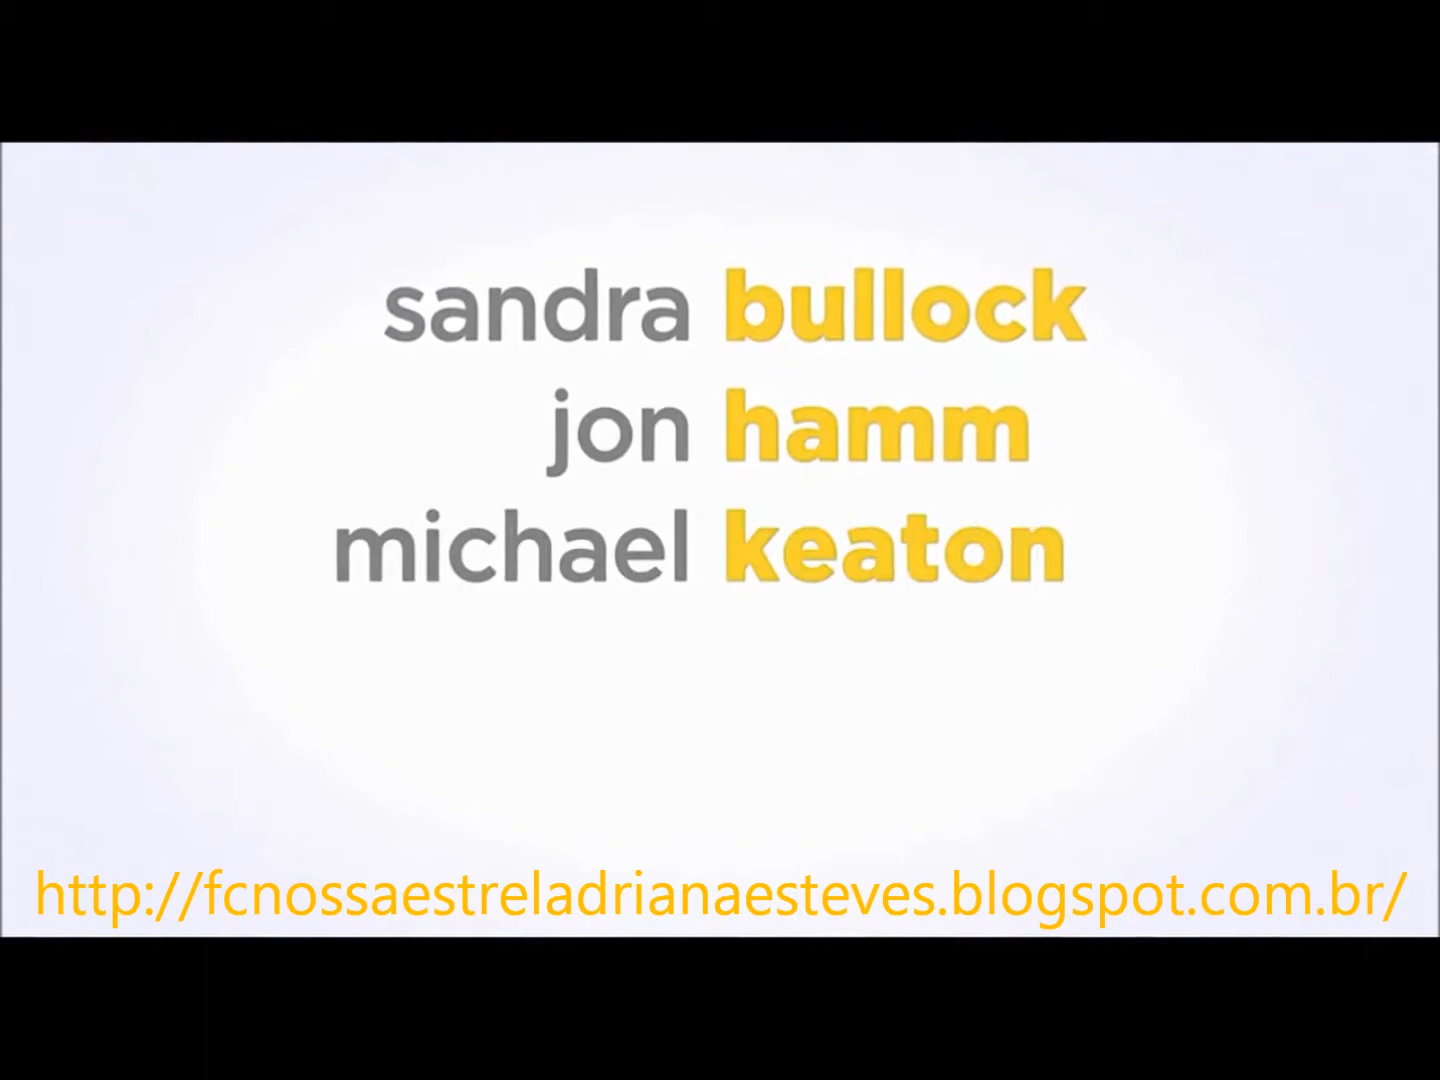 sandra bullock
jon hamm
michael keaton
http://fcnossaestreladrianaesteves.blogspot.com.br/